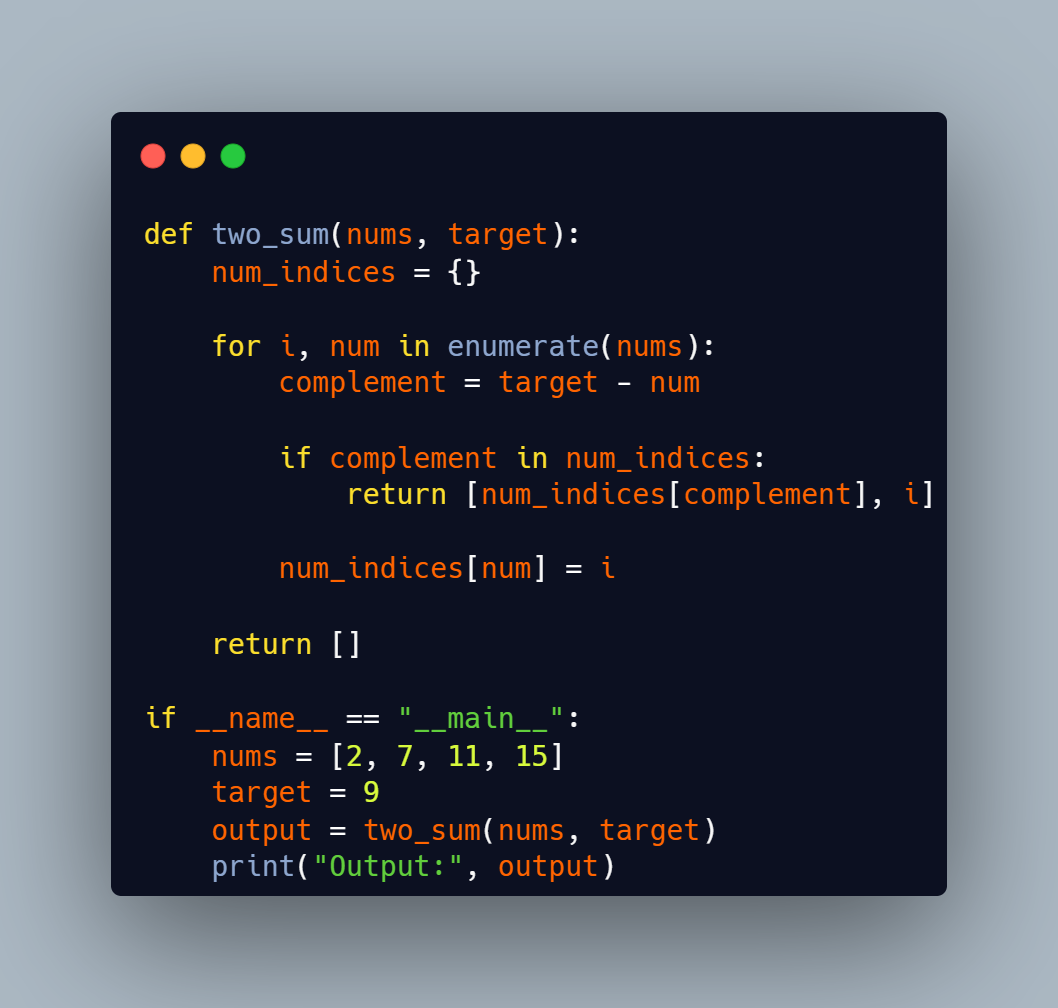 def two_sum(nums, target):
    num_indices = {}

    for i, num in enumerate(nums):
        complement = target - num

        if complement in num_indices:
            return [num_indices[complement], i]

        num_indices[num] = i

    return []

if __name__ == "__main__":
    nums = [2, 7, 11, 15]
    target = 9
    output = two_sum(nums, target)
    print("Output:", output)